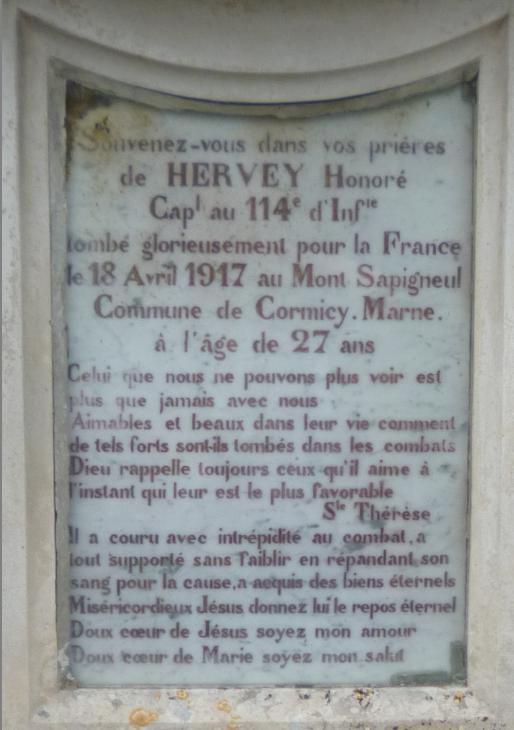 Souvenez-vous dans vos prières
de HERVEY Honoré
Capl au 114e d'Infie
tombé glorieusement pour la France
le 18 Avril 1917 au Mont Sapigneul
Commune de Cormicy. Marne.
à l'âge de 27 ans
Celui que nous ne pouvons plus voir est
plus que jamais avec nous
Aimables et beaux dans leur vie comment
de tels forts sont-ils tombés dans les combats
Dieu rappelle toujours ceux qu'il aime à
l'instant qui leur est le plus favorable
Ste Thérèse
Il a couru avec intrépidité au combat, a
tout supporté sans faiblir en répandant son
sang pour la cause, a acquis des biens éternels
Miséricordieux Jésus donnez lui le repos éternel
Doux cœur de Jésus soyez mon amour
Doux cœur de Marie soyez mon salut